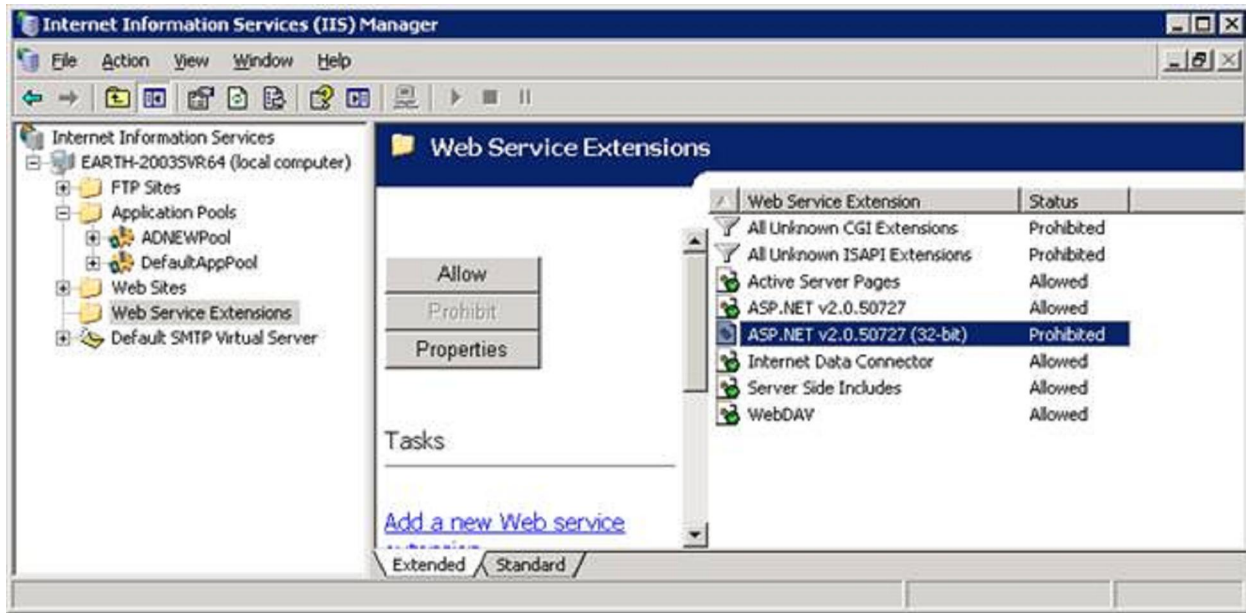 Internet Information Services (IIS) Manager
File Action View Window Help
Internet Information Services
EARTH-2003SVR64 (local computer)
FTP Sites
Application Pools
ADNEWPool
DefaultAppPool
Web Sites
Web Service Extensions
Default SMTP Virtual Server
Web Service Extensions
Allow
Prohibit
Properties
Tasks
Add a new Web service
Web Service Extension Status
All Unknown CGI Extensions Prohibited
All Unknown ISAPI Extensions Prohibited
Active Server Pages Allowed
ASP.NET v2.0.50727 Allowed
ASP.NET v2.0.50727 (32-bit) Prohibited
Internet Data Connector Allowed
Server Side Includes Allowed
WebDAV Allowed
Extended Standard